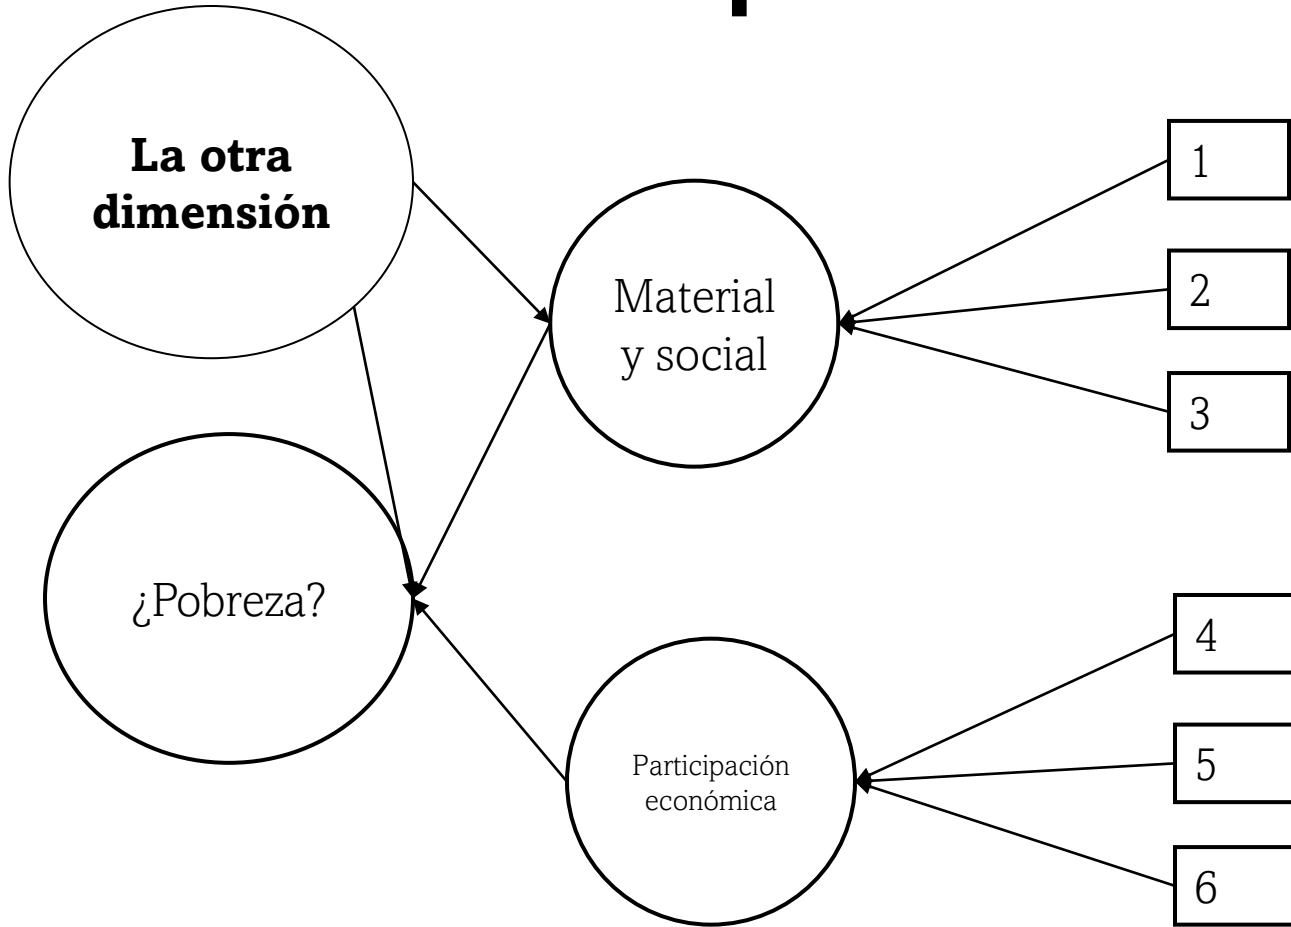 La otra
dimensión
Material
y social
1
2
3
¿Pobreza?
Participación
económica
4
5
6